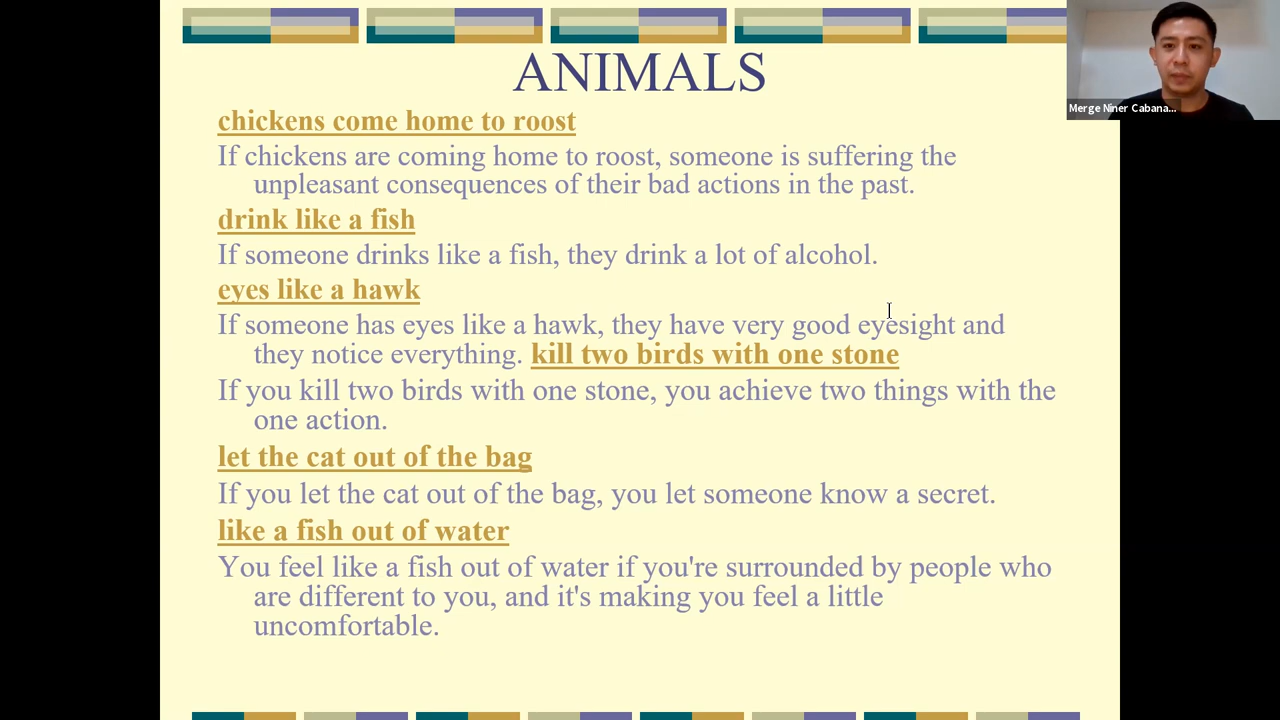 ANIMALS
Merge Niner Cabana...
chickens come home to roost
If chickens are coming home to roost, someone is suffering the
unpleasant consequences of their bad actions in the past.
drink like a fish
If someone drinks like a fish, they drink a lot of alcohol.
eyes like a hawk
If someone has eyes like a hawk, they have very good eyesight and
they notice everything. kill two birds with one stone
If you kill two birds with one stone, you achieve two things with the
one action.
let the cat out of the bag
If you let the cat out of the bag, you let someone know a secret.
like a fish out of water
You feel like a fish out of water if you're surrounded by people who
are different to you, and it's making you feel a little
uncomfortable.